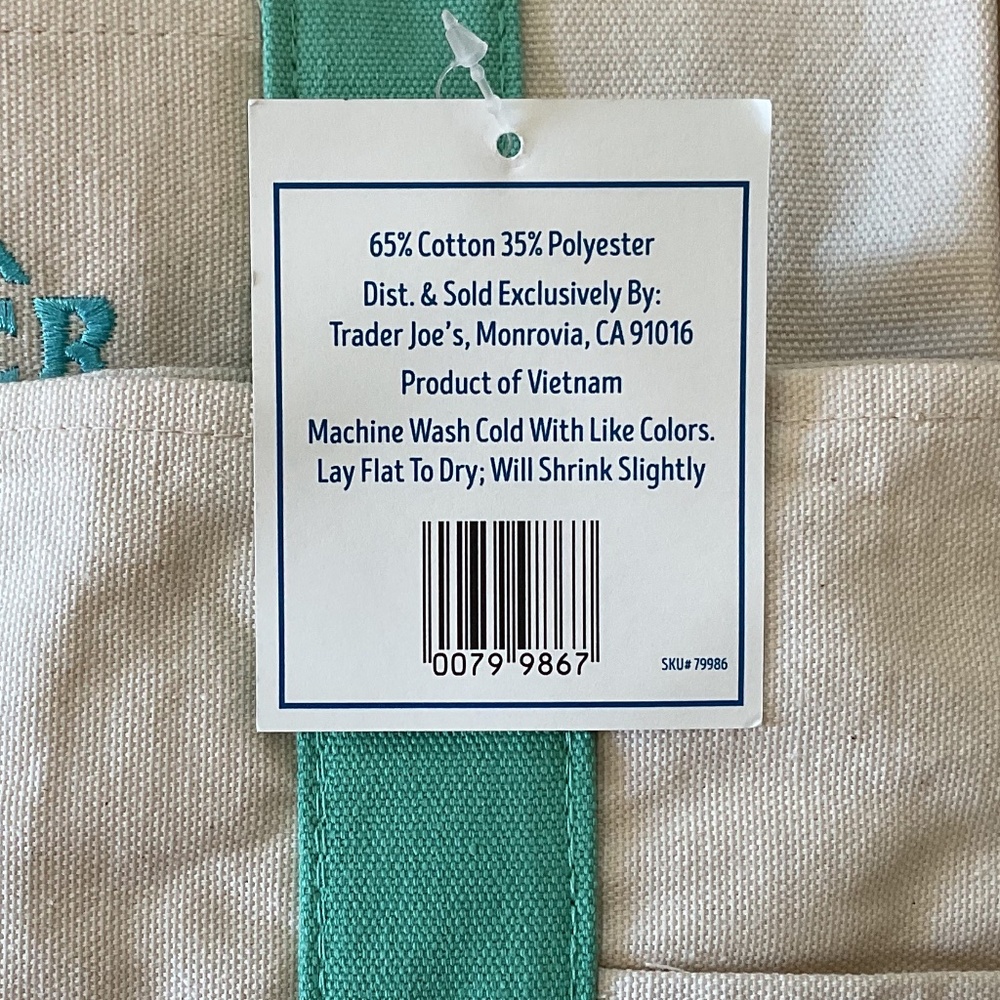 65% Cotton 35% Polyester
Dist. & Sold Exclusively By:
Trader Joe's, Monrovia, CA 91016
Product of Vietnam
Machine Wash Cold With Like Colors.
Lay Flat To Dry; Will Shrink Slightly
0079 9867
SKU# 79986